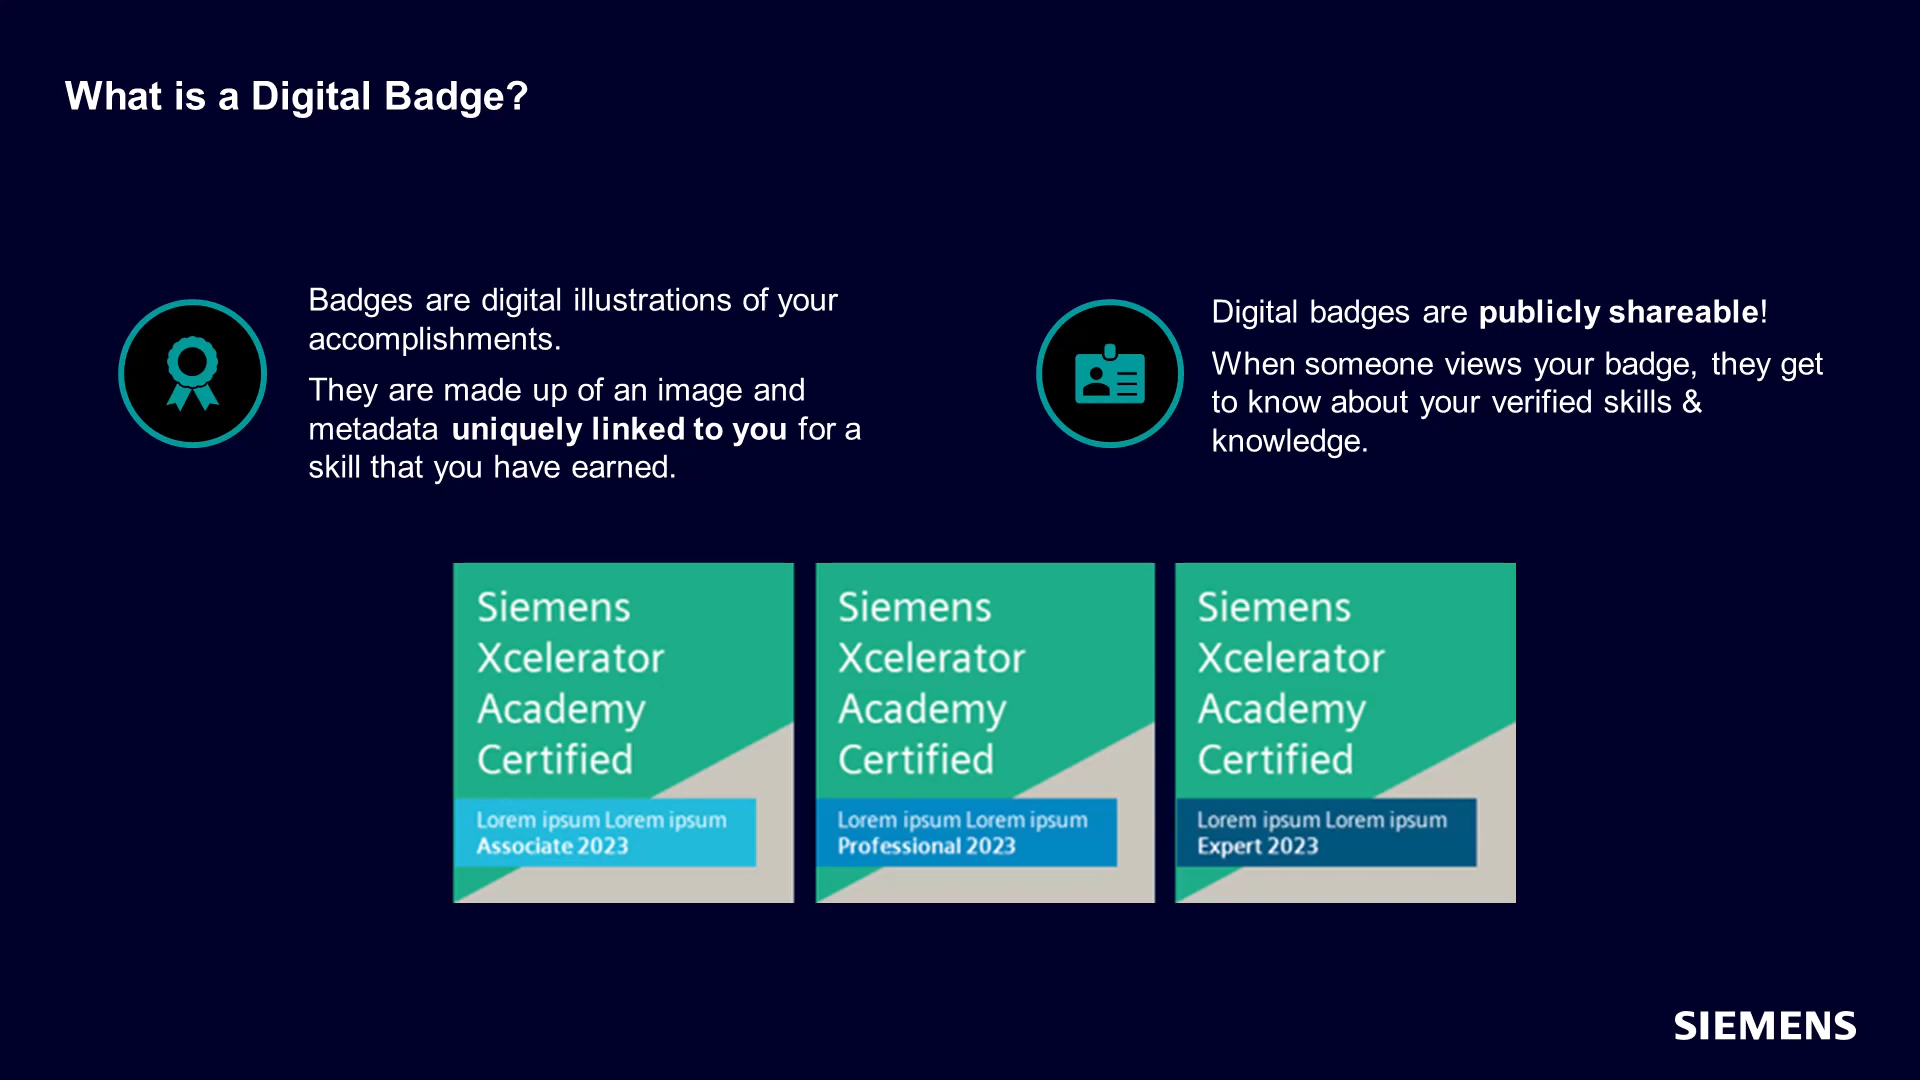 What is a Digital Badge?
Badges are digital illustrations of your
accomplishments.
They are made up of an image and
metadata uniquely linked to you for a
skill that you have earned.
Digital badges are publicly shareable!
When someone views your badge, they get
to know about your verified skills &
knowledge.
Siemens
Xcelerator
Academy
Certified
Lorem ipsum Lorem ipsum
Associate 2023
Siemens
Xcelerator
Academy
Certified
Lorem ipsum Lorem ipsum
Professional 2023
Siemens
Xcelerator
Academy
Certified
Lorem ipsum Lorem ipsum
Expert 2023
SIEMENS